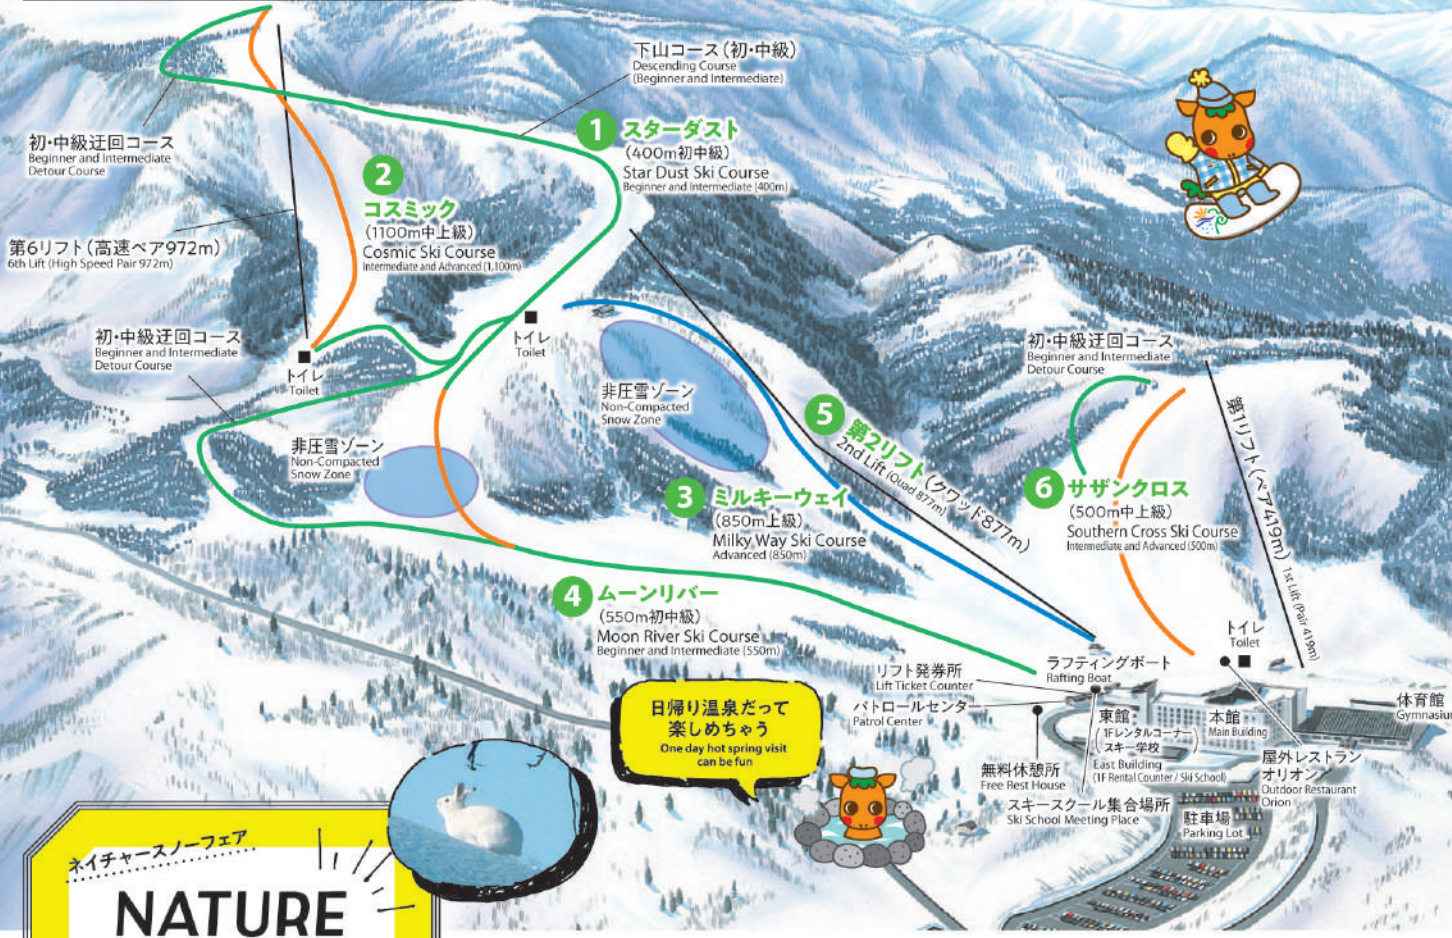 下山コース(初・中級)
Descending Course
(Beginner and Intermediate)
初・中級迂回コース
Beginner and Intermediate
Detour Course
1 スターダスト
(400m初中級)
Star Dust Ski Course
Beginner and Intermediate (400m)
2
コスミック
(1100m中上級)
Cosmic Ski Course
Intermediate and Advanced (1,100m)
第6リフト(高速ペア972m)
6th Lift (High Speed Pair 972m)
初・中級迂回コース
Beginner and Intermediate
Detour Course
トイレ
Toilet
トイレ
Toilet
非圧雪ゾーン
Non-Compacted
Snow Zone
非圧雪ゾーン
Non-Compacted
Snow Zone
初・中級迂回コース
Beginner and Intermediate
Detour Course
5 第2リフト(クワッド877m)
2nd Lift (Quad 877m)
第1リフト(ペア419m) 1st Lift (Pair 419m)
3 ミルキーウェイ
(850m上級)
Milky Way Ski Course
Advanced (850m)
6 サザンクロス
(500m中上級)
Southern Cross Ski Course
Intermediate and Advanced (500m)
4 ムーンリバー
(550m初中級)
Moon River Ski Course
Beginner and Intermediate (550m)
トイレ
Toilet
リフト発券所
Lift Ticket Counter
ラフティングボート
Rafting Boat
パトロールセンター
Patrol Center
東館
(1Fレンタルコーナー
スキー学校)
East Building
(1F Rental Counter / Ski School)
本館
Main Building
体育館
Gymnasiu
無料休憩所
Free Rest House
スキースクール集合場所
Ski School Meeting Place
屋外レストラン
オリオン
Outdoor Restaurant
Orion
駐車場
Parking Lot
日帰り温泉だって
楽しめちゃう
One day hot spring visit
can be fun
ネイチャースノーフェア
NATURE